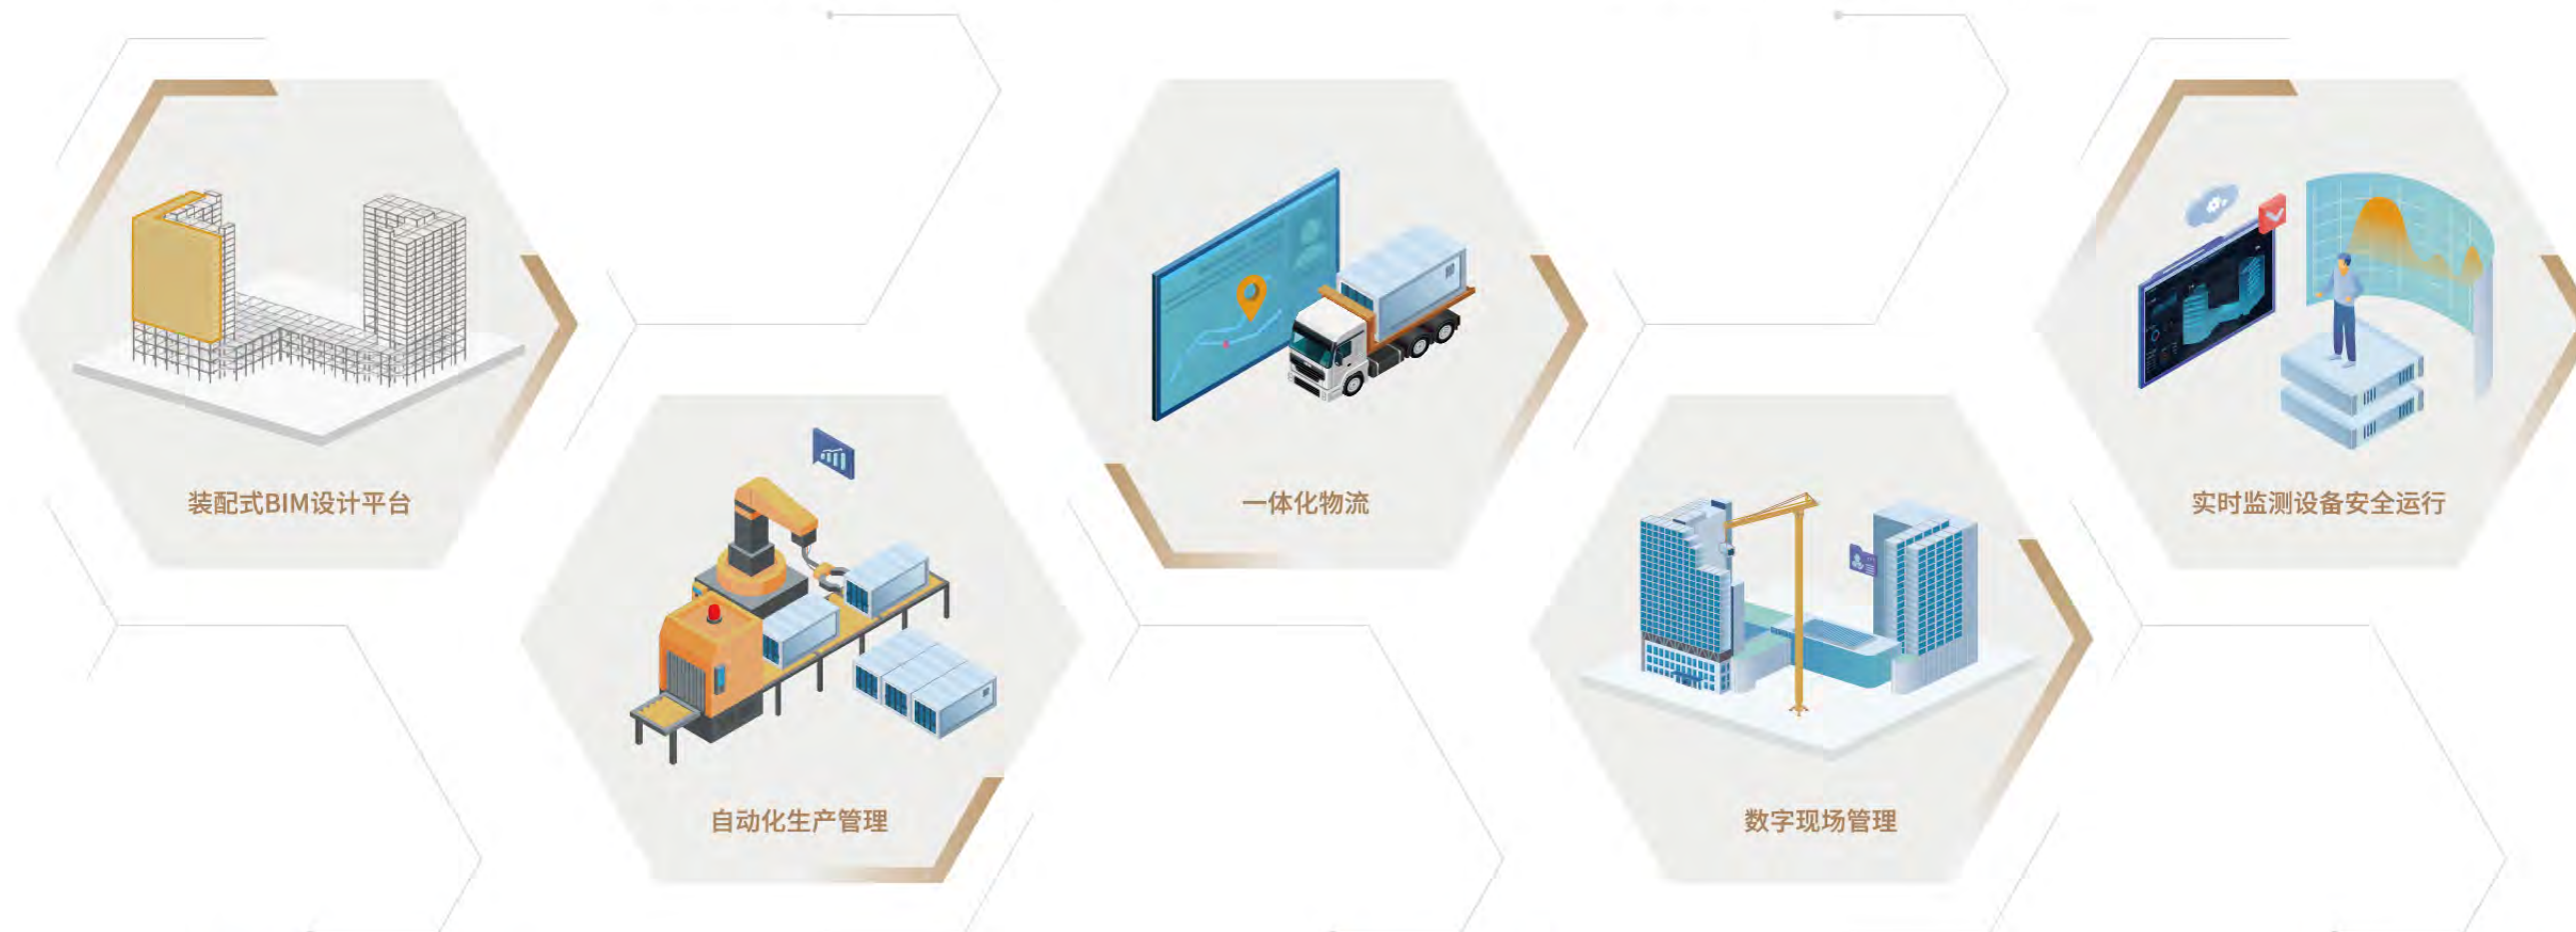 装配式BIM设计平台
自动化生产管理
一体化物流
数字现场管理
实时监测设备安全运行